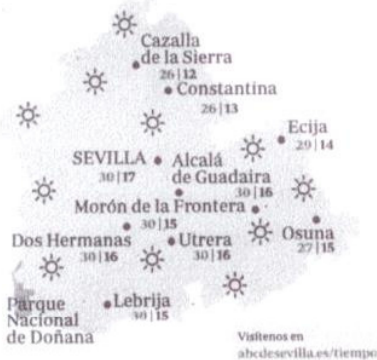 Cazalla
de la Sierra
26|12
Constantina
26|13
Ecija
29|14
SEVILLA
30|17
Alcalá
de Guadaira
30|16
Morón de la Frontera
30|15
Dos Hermanas
30|16
Utrera
30|16
Osuna
27|15
Lebrija
30|15
Parque
Nacional
de Doñana
Visítenos en
abcdesevilla.es/tiempo